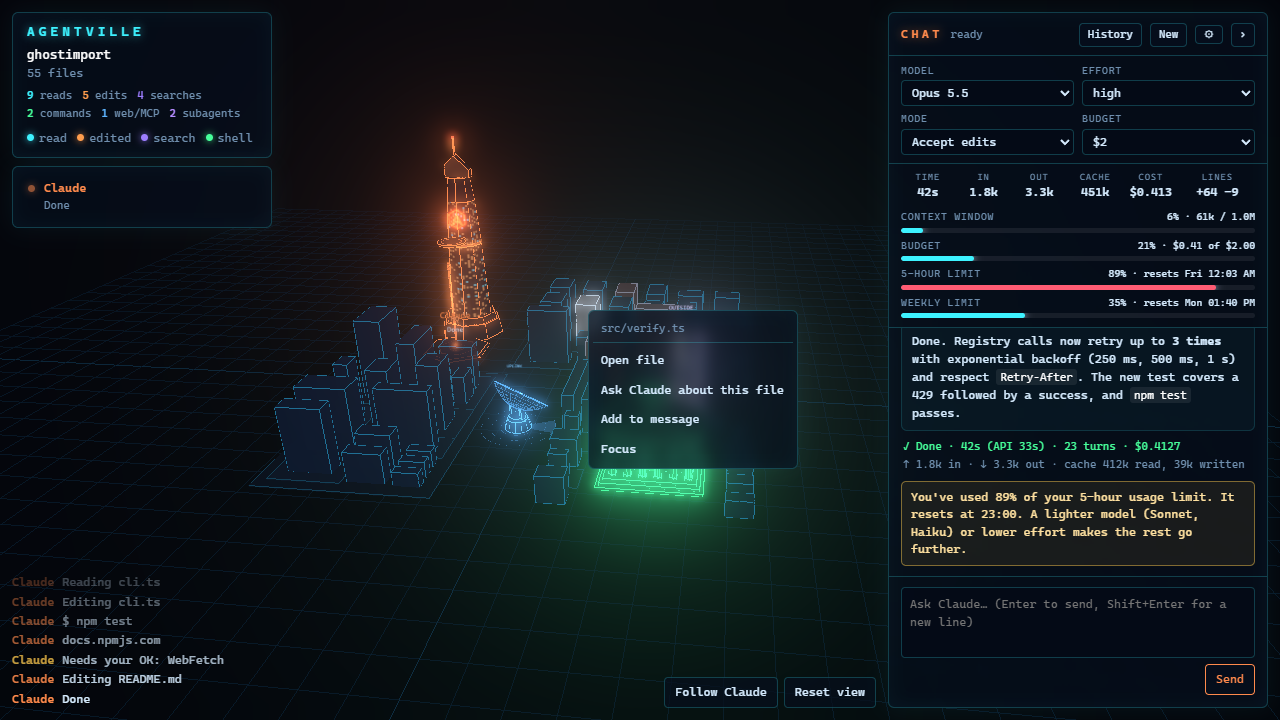 AGENTVILLE
ghostimport
55 files
9 reads 5 edits 4 searches
2 commands 1 web/MCP 2 subagents
read edited search shell
Claude
Done
src/verify.ts
Open file
Ask Claude about this file
Add to message
Focus
Claude Reading cli.ts
Claude Editing cli.ts
Claude $ npm test
Claude docs.npmjs.com
Claude Needs your OK: WebFetch
Claude Editing README.md
Claude Done
Follow Claude Reset view
CHAT ready History New ⚙ ›
MODEL EFFORT
Opus 5.5 high
MODE BUDGET
Accept edits $2
TIME IN OUT CACHE COST LINES
42s 1.8k 3.3k 451k $0.413 +64 −9
CONTEXT WINDOW 6% · 61k / 1.0M
BUDGET 21% · $0.41 of $2.00
5-HOUR LIMIT 89% · resets Fri 12:03 AM
WEEKLY LIMIT 35% · resets Mon 01:40 PM
Done. Registry calls now retry up to 3 times
with exponential backoff (250 ms, 500 ms, 1 s)
and respect Retry-After. The new test covers a
429 followed by a success, and npm test
passes.
✓ Done · 42s (API 33s) · 23 turns · $0.4127
↑ 1.8k in · ↓ 3.3k out · cache 412k read, 39k written
You've used 89% of your 5-hour usage limit. It
resets at 23:00. A lighter model (Sonnet,
Haiku) or lower effort makes the rest go
further.
Ask Claude… (Enter to send, Shift+Enter for a
new line)
Send